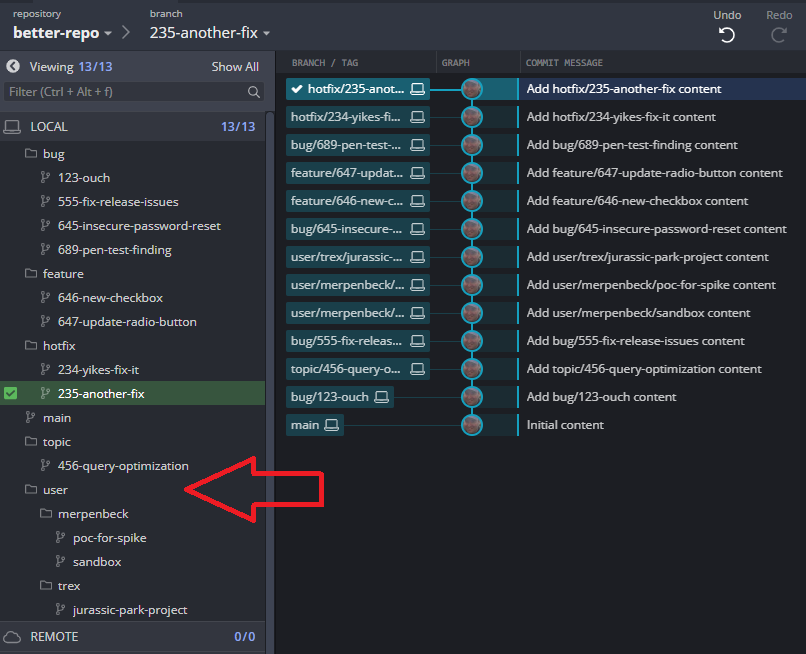 repository
better-repo
branch
235-another-fix
Undo
Redo
Viewing 13/13
Show All
Filter (Ctrl + Alt + f)
LOCAL 13/13
bug
123-ouch
555-fix-release-issues
645-insecure-password-reset
689-pen-test-finding
feature
646-new-checkbox
647-update-radio-button
hotfix
234-yikes-fix-it
235-another-fix
main
topic
456-query-optimization
user
merpenbeck
poc-for-spike
sandbox
trex
jurassic-park-project
REMOTE 0/0
BRANCH / TAG GRAPH COMMIT MESSAGE
hotfix/235-anot... Add hotfix/235-another-fix content
hotfix/234-yikes-fi... Add hotfix/234-yikes-fix-it content
bug/689-pen-test-... Add bug/689-pen-test-finding content
feature/647-updat... Add feature/647-update-radio-button content
feature/646-new-c... Add feature/646-new-checkbox content
bug/645-insecure-... Add bug/645-insecure-password-reset content
user/trex/jurassic-... Add user/trex/jurassic-park-project content
user/merpenbeck/... Add user/merpenbeck/poc-for-spike content
user/merpenbeck/... Add user/merpenbeck/sandbox content
bug/555-fix-releas... Add bug/555-fix-release-issues content
topic/456-query-o... Add topic/456-query-optimization content
bug/123-ouch Add bug/123-ouch content
main Initial content